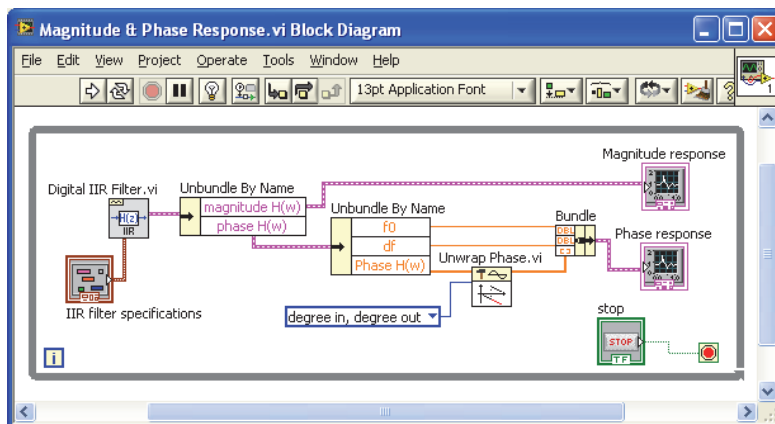 Magnitude & Phase Response.vi Block Diagram
File Edit View Project Operate Tools Window Help
13pt Application Font
?
1
Magnitude response
Digital IIR Filter.vi
Unbundle By Name
magnitude H(w)
phase H(w)
H(z)
IIR
Unbundle By Name
f0
df
Phase H(w)
Bundle
DBL
DBL
Phase response
Unwrap Phase.vi
IIR filter specifications
degree in, degree out
stop
STOP
TF
i